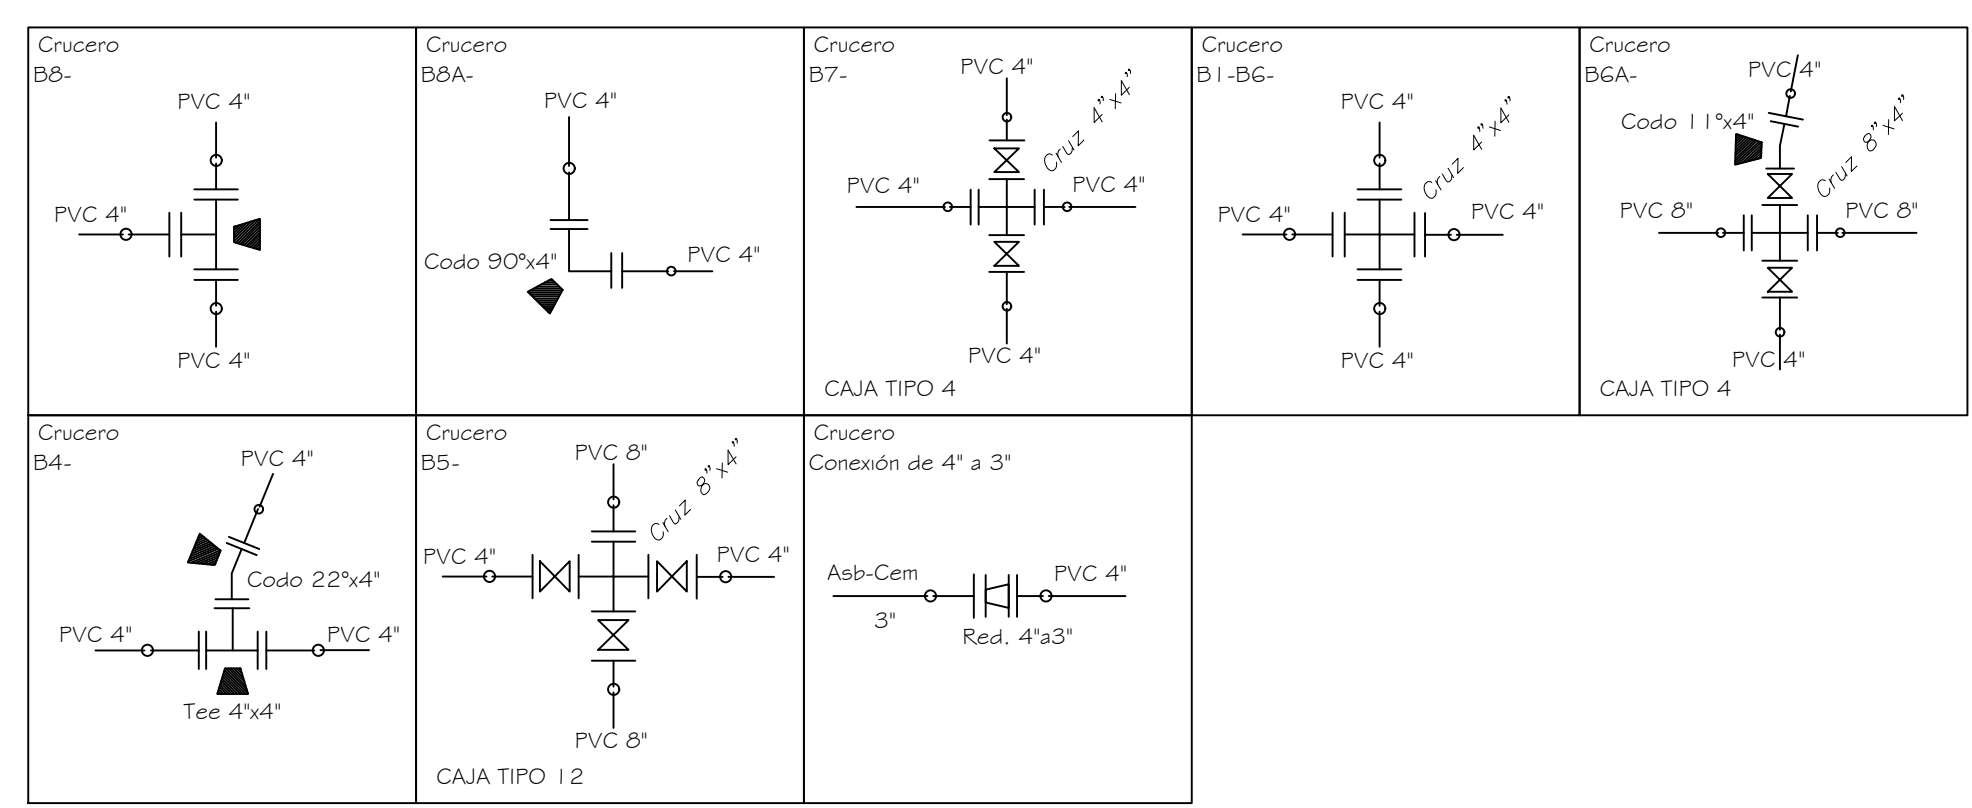 Crucero
B8-
PVC 4"
PVC 4"
PVC 4"
Crucero
B8A-
PVC 4"
Codo 90°x4"
PVC 4"
Crucero
B7-
PVC 4"
Cruz 4"x4"
PVC 4"
PVC 4"
PVC 4"
CAJA TIPO 4
Crucero
B1-B6-
PVC 4"
Cruz 4"x4"
PVC 4"
PVC 4"
PVC 4"
Crucero
B6A-
PVC 4"
Codo 11°x4"
Cruz 8"x4"
PVC 8"
PVC 8"
PVC 4"
CAJA TIPO 4
Crucero
B4-
PVC 4"
Codo 22°x4"
PVC 4"
PVC 4"
Tee 4"x4"
Crucero
B5-
PVC 8"
Cruz 8"x4"
PVC 4"
PVC 4"
PVC 8"
CAJA TIPO 12
Crucero
Conexión de 4" a 3"
Asb-Cem
PVC 4"
3"
Red. 4"a3"